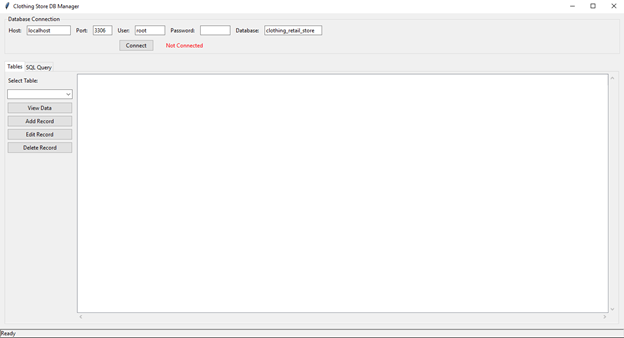 Clothing Store DB Manager
Database Connection
Host: localhost Port: 3306 User: root Password: Database: clothing_retail_store
Connect Not Connected
Tables SQL Query
Select Table:
View Data
Add Record
Edit Record
Delete Record
Ready